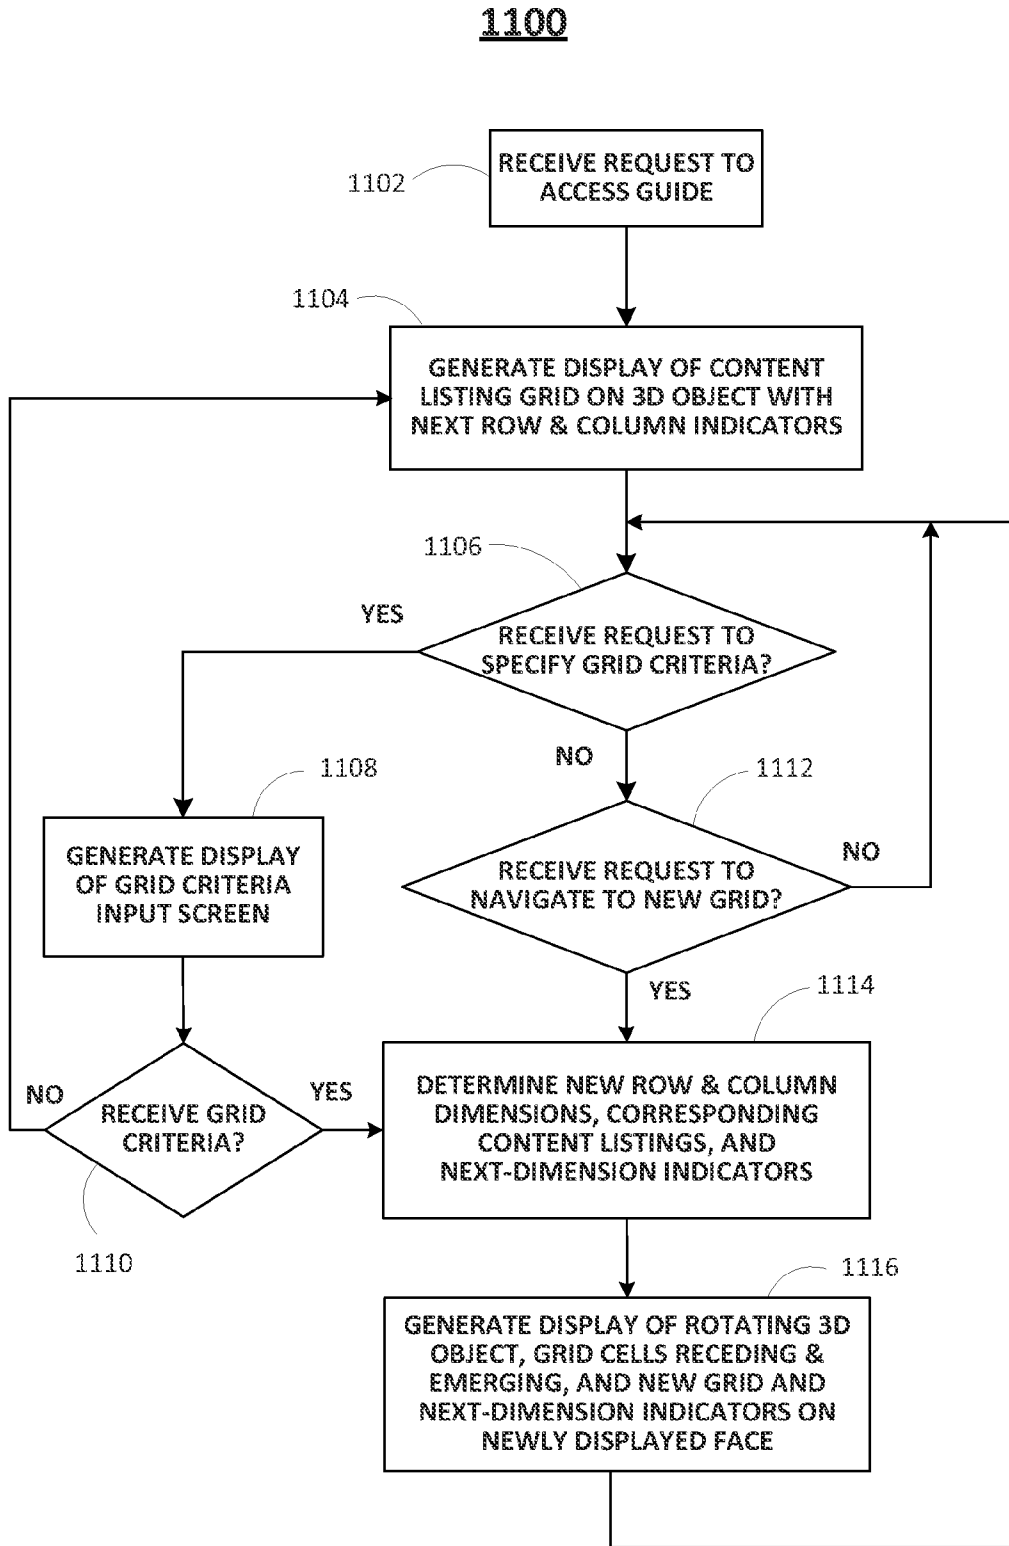 1100
1102
RECEIVE REQUEST TO
ACCESS GUIDE
1104
GENERATE DISPLAY OF CONTENT
LISTING GRID ON 3D OBJECT WITH
NEXT ROW & COLUMN INDICATORS
1106
YES
RECEIVE REQUEST TO
SPECIFY GRID CRITERIA?
NO
1108
GENERATE DISPLAY
OF GRID CRITERIA
INPUT SCREEN
1112
RECEIVE REQUEST TO
NAVIGATE TO NEW GRID?
NO
YES
NO
RECEIVE GRID
CRITERIA?
YES
1110
1114
DETERMINE NEW ROW & COLUMN
DIMENSIONS, CORRESPONDING
CONTENT LISTINGS, AND
NEXT-DIMENSION INDICATORS
1116
GENERATE DISPLAY OF ROTATING 3D
OBJECT, GRID CELLS RECEDING &
EMERGING, AND NEW GRID AND
NEXT-DIMENSION INDICATORS ON
NEWLY DISPLAYED FACE